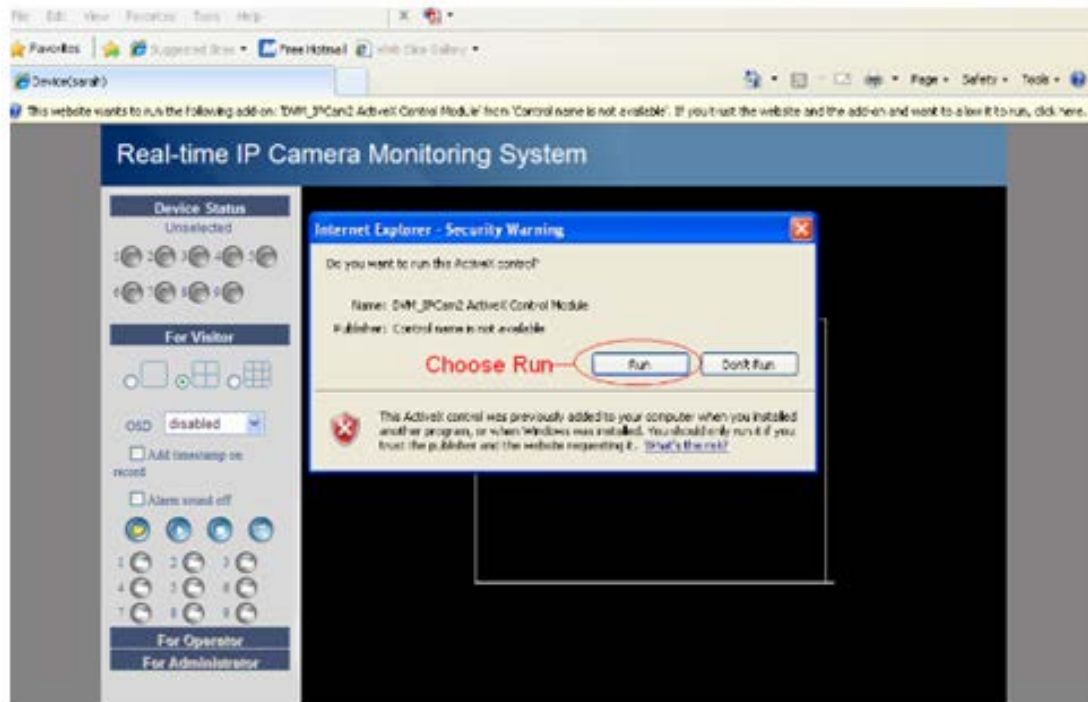 File Edit View Favorites Tools Help
Favorites Suggested Sites Free Hotmail Web Slice Gallery
Device(sarah) Page Safety Tools
This website wants to run the following add-on: 'DVM_IPCam2 ActiveX Control Module' from 'Control name is not available'. If you trust the website and the add-on and want to allow it to run, click here.
Real-time IP Camera Monitoring System
Device Status
Unselected
1 2 3 4 5
6 7 8 9
For Visitor
OSD disabled
Add timestamp on
record
Alarm sound off
1 2 3
4 5 6
7 8 9
For Operator
For Administrator
Internet Explorer - Security Warning
Do you want to run this ActiveX control?
Name: DVM_IPCam2 ActiveX Control Module
Publisher: Control name is not available
Choose Run Run Don't Run
This ActiveX control was previously added to your computer when you installed
another program, or when Windows was installed. You should only run it if you
trust the publisher and the website requesting it. What's the risk?